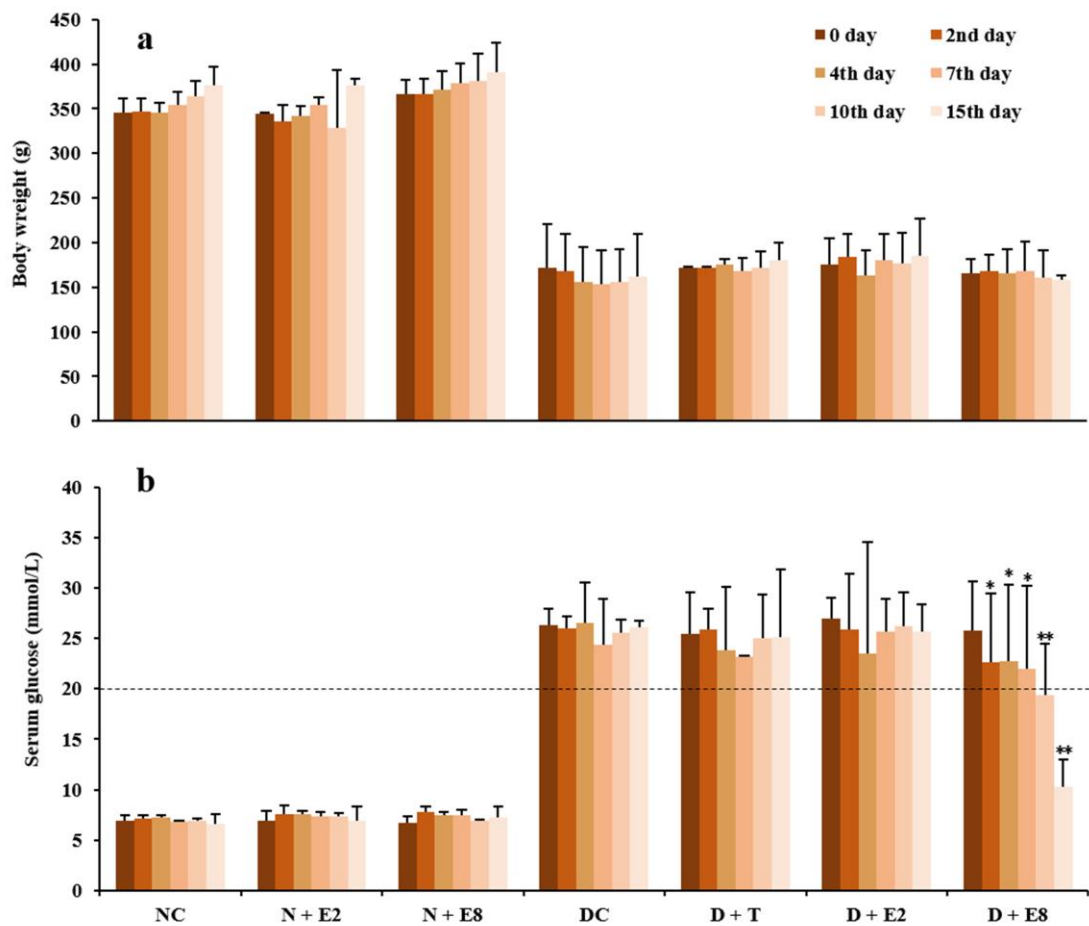 a
0 day 2nd day
4th day 7th day
10th day 15th day
450
400
350
300
250
200
150
100
50
0
Body wreight (g)
b
40
35
30
25
20
15
10
5
0
Serum glucose (mmol/L)
* * * ** **
NC N + E2 N + E8 DC D + T D + E2 D + E8